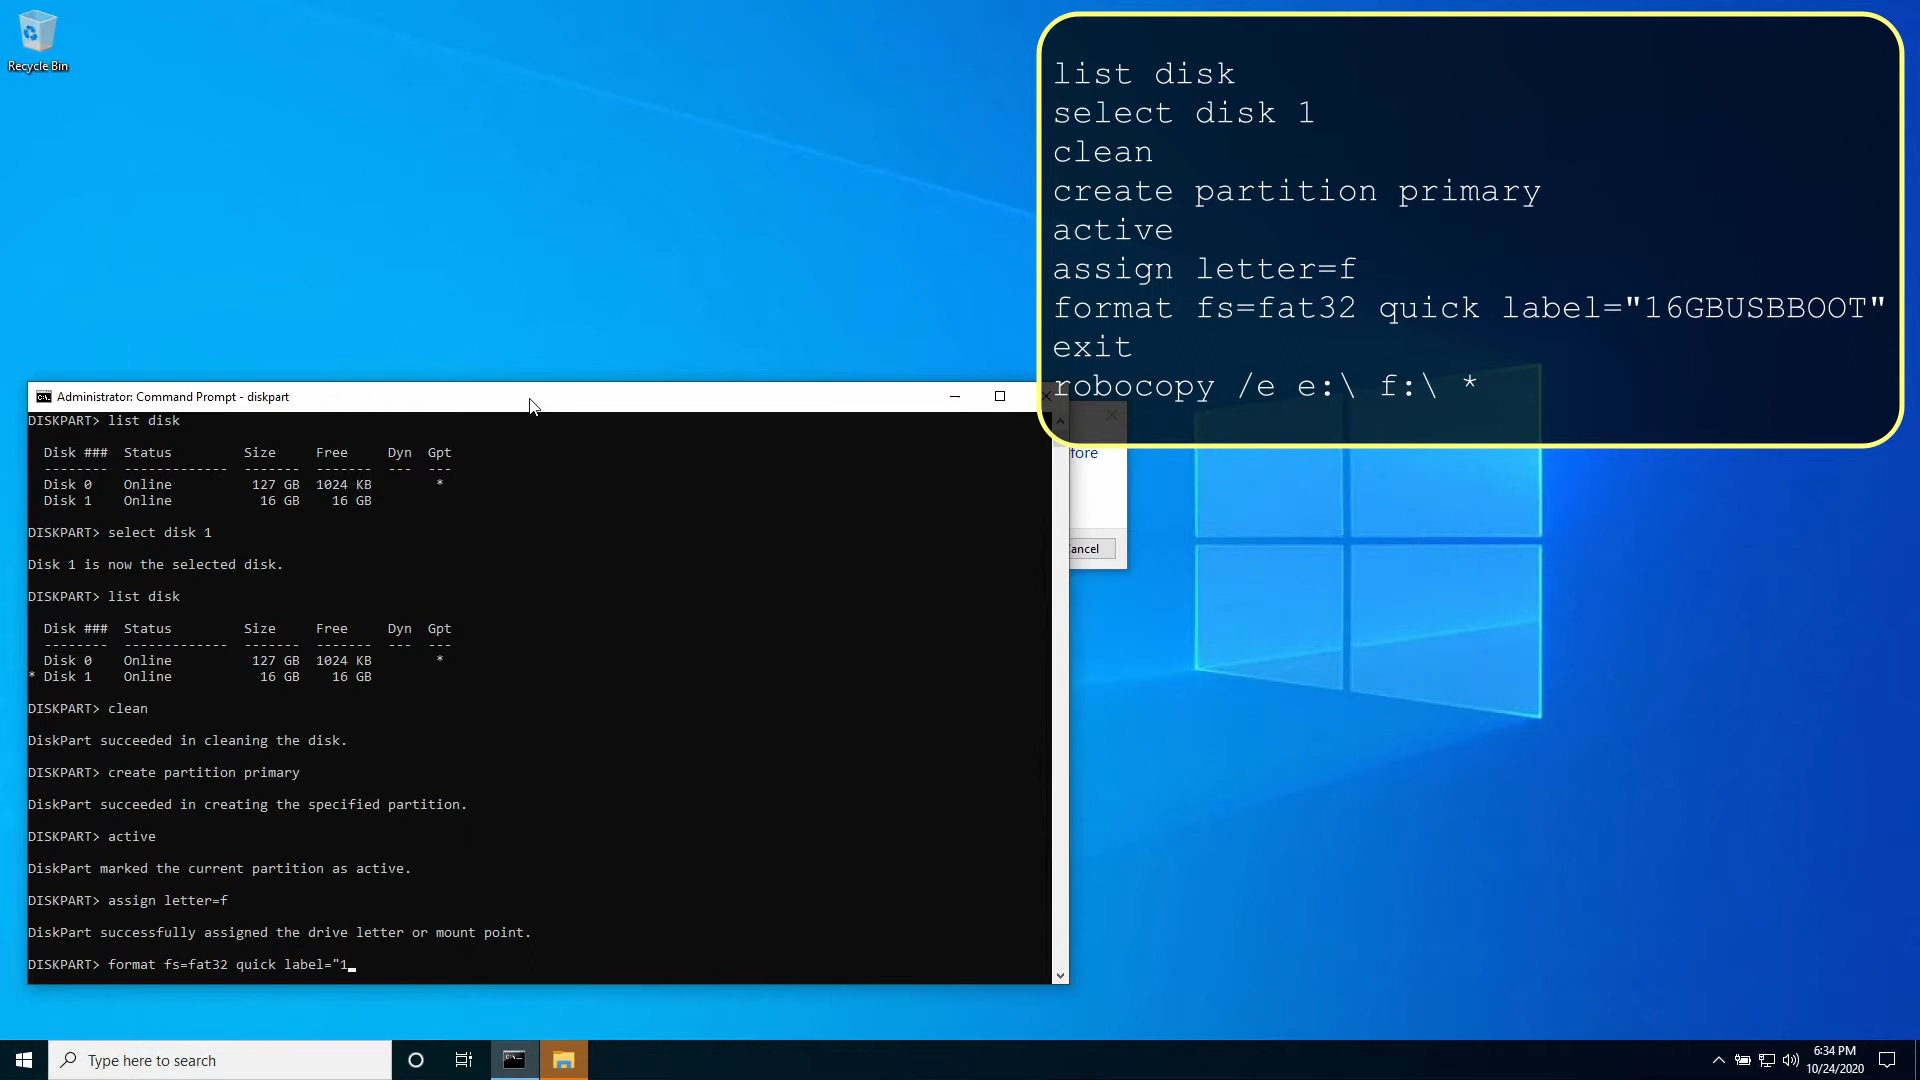 Recycle Bin
list disk
select disk 1
clean
create partition primary
active
assign letter=f
format fs=fat32 quick label="16GBUSBBOOT"
exit
robocopy /e e:\ f:\ *
Administrator: Command Prompt - diskpart
DISKPART> list disk
Disk ### Status Size Free Dyn Gpt
-------- ------------- ------- ------- --- ---
Disk 0 Online 127 GB 1024 KB *
Disk 1 Online 16 GB 16 GB
DISKPART> select disk 1
Disk 1 is now the selected disk.
DISKPART> list disk
Disk ### Status Size Free Dyn Gpt
-------- ------------- ------- ------- --- ---
Disk 0 Online 127 GB 1024 KB *
* Disk 1 Online 16 GB 16 GB
DISKPART> clean
DiskPart succeeded in cleaning the disk.
DISKPART> create partition primary
DiskPart succeeded in creating the specified partition.
DISKPART> active
DiskPart marked the current partition as active.
DISKPART> assign letter=f
DiskPart successfully assigned the drive letter or mount point.
DISKPART> format fs=fat32 quick label="1_
fore
Cancel
Type here to search
6:34 PM
10/24/2020